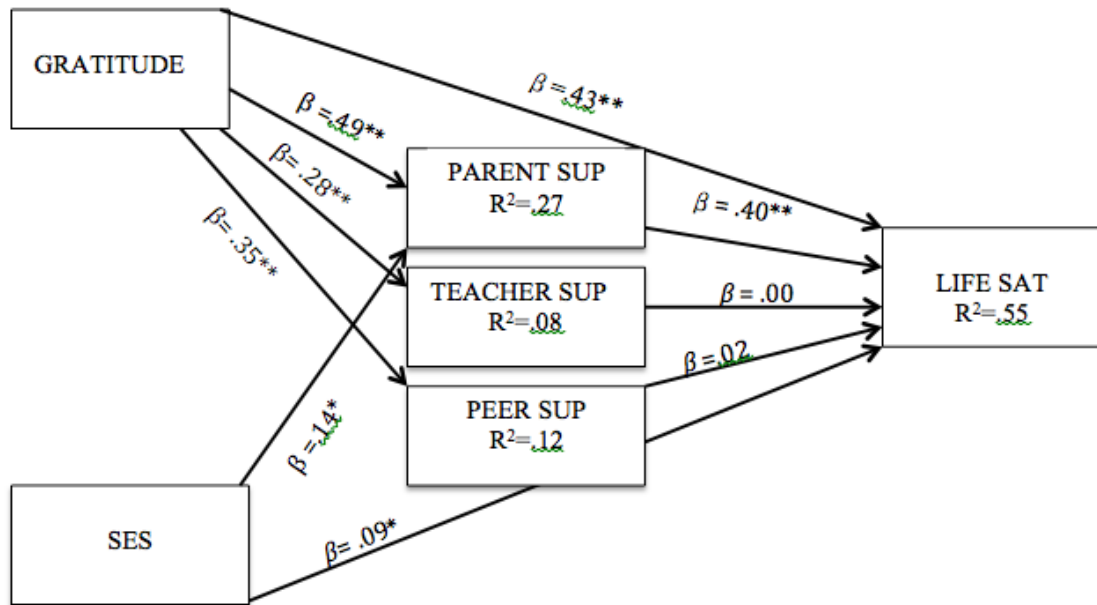 GRATITUDE
β =.43**
β =.49**
β= .28**
β= .35**
PARENT SUP
R²=.27
β = .40**
TEACHER SUP
R²=.08
β = .00
LIFE SAT
R²=.55
β =.02
PEER SUP
R²=.12
β =.14*
SES
β= .09*